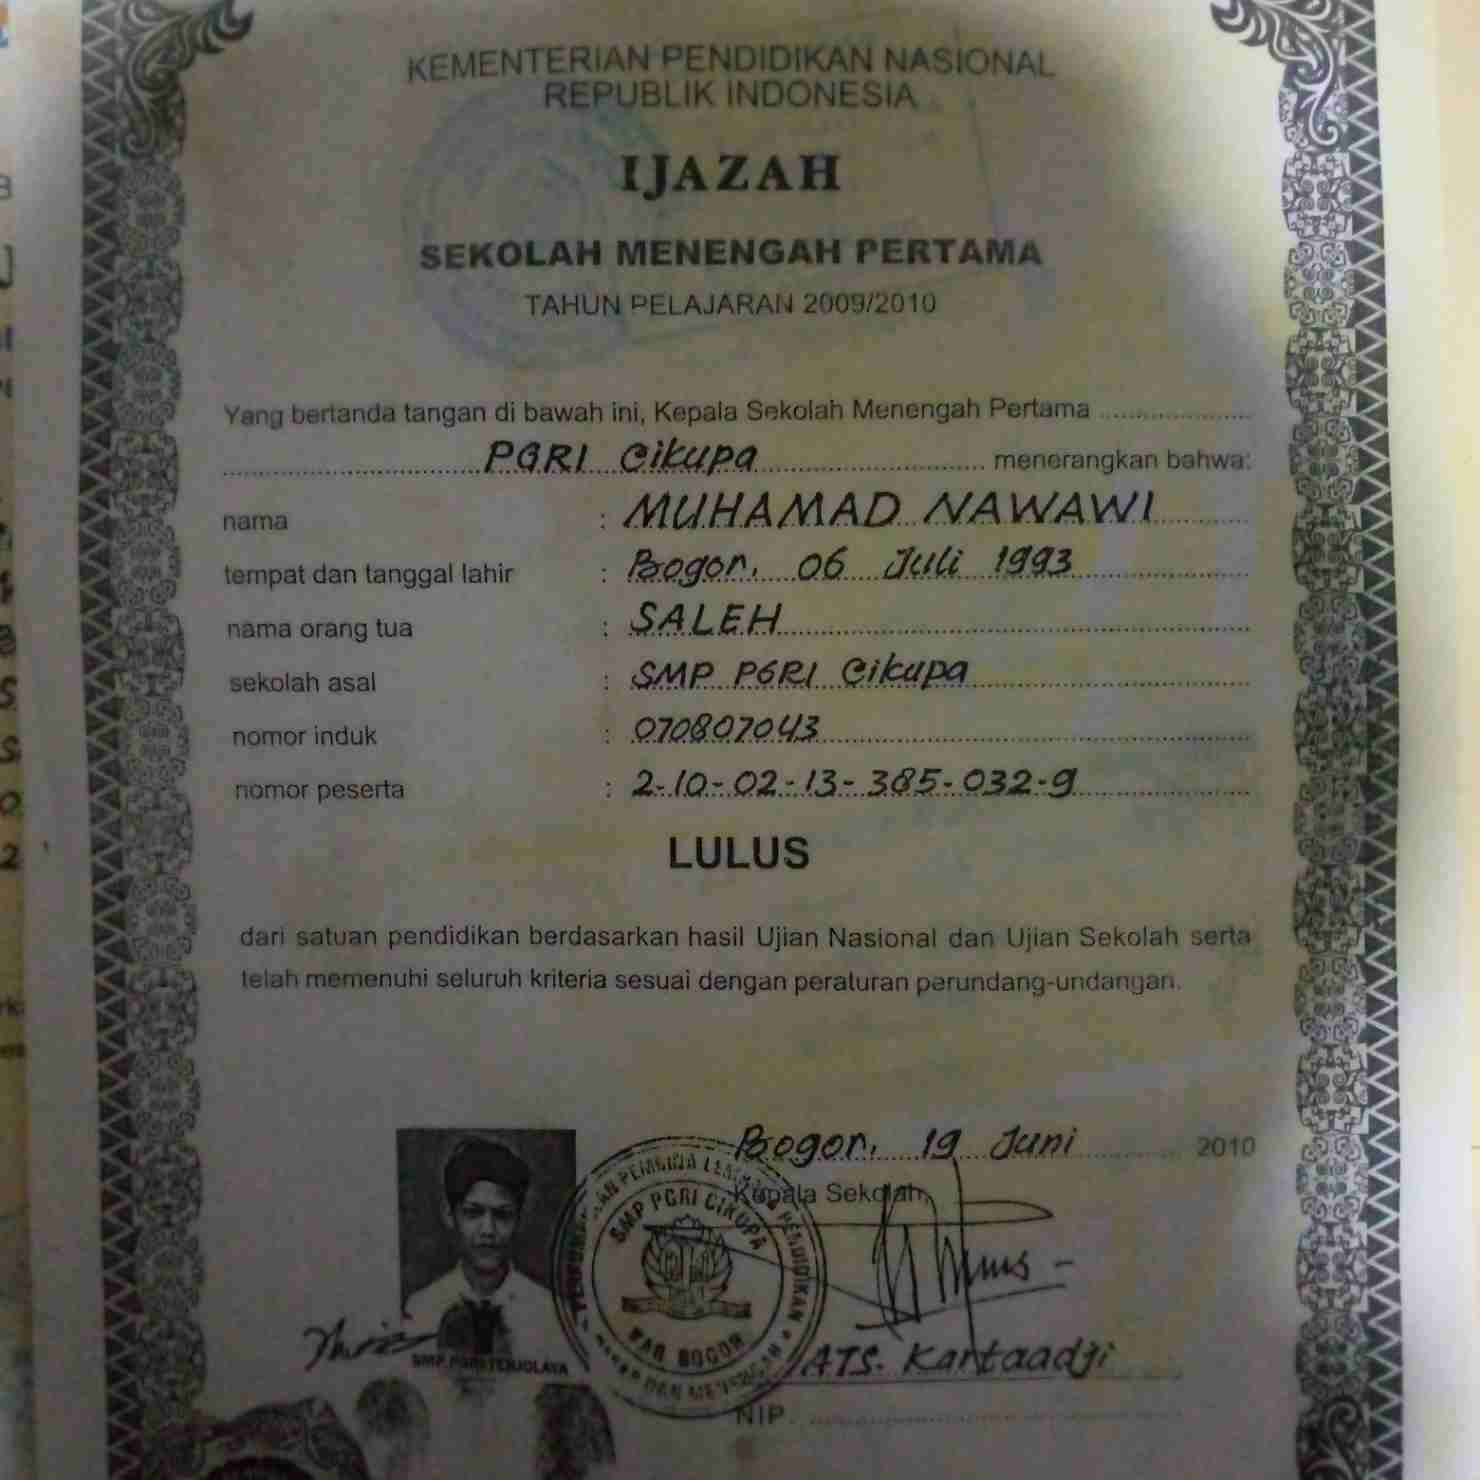 KEMENTERIAN PENDIDIKAN NASIONAL
REPUBLIK INDONESIA
IJAZAH
SEKOLAH MENENGAH PERTAMA
TAHUN PELAJARAN 2009/2010
Yang bertanda tangan di bawah ini, Kepala Sekolah Menengah Pertama
PGRI Cikupa menerangkan bahwa:
nama : MUHAMAD NAWAWI
tempat dan tanggal lahir : Bogor, 06 Juli 1993
nama orang tua : SALEH
sekolah asal : SMP PGRI Cikupa
nomor induk : 070807043
nomor peserta : 2-10-02-13-385-032-9
LULUS
dari satuan pendidikan berdasarkan hasil Ujian Nasional dan Ujian Sekolah serta
telah memenuhi seluruh kriteria sesuai dengan peraturan perundang-undangan.
Bogor, 19 Juni 2010
Kepala Sekolah,
SMP PGRI CIKUPA
KAB BOGOR
ATS. Kartaadji
NIP.